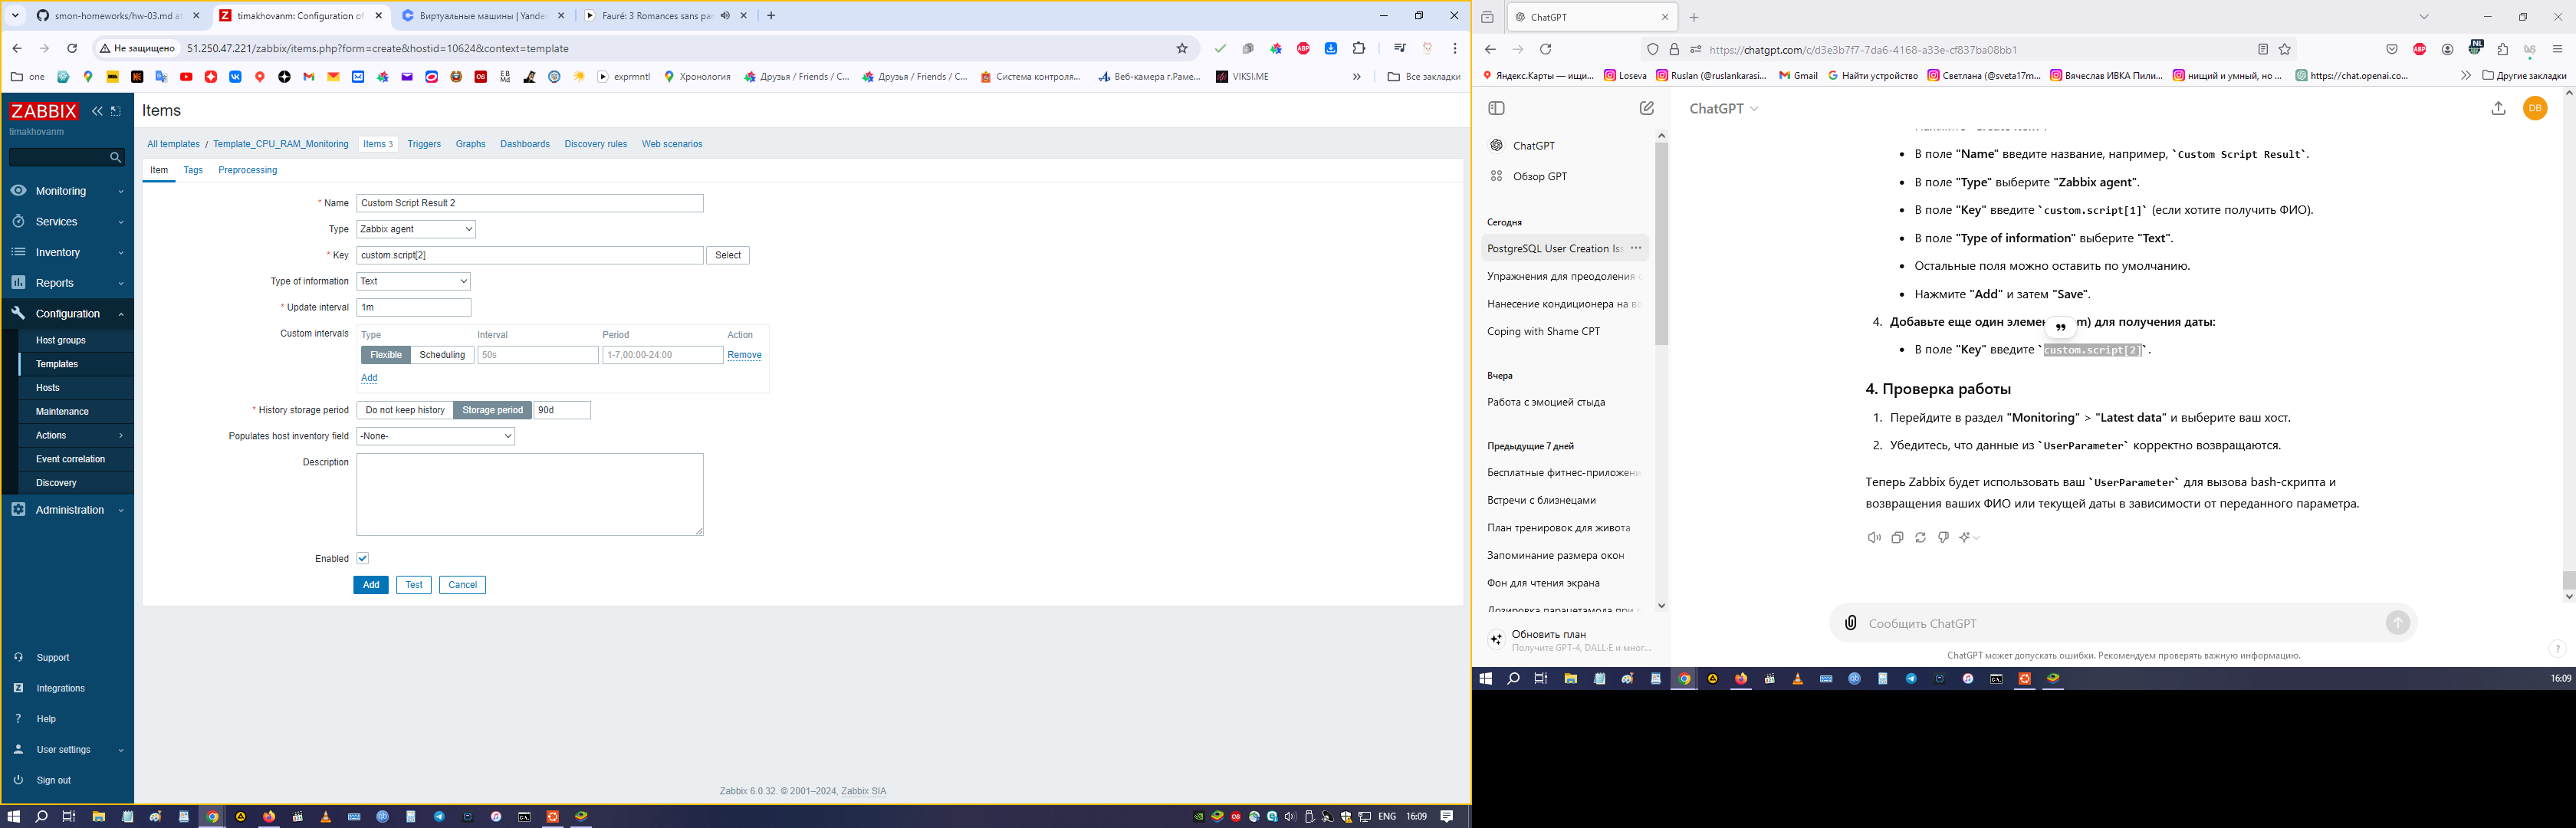 smon-homeworks/hw-03.md at
timakhovanm: Configuration of
Виртуальные машины | Yande
Fauré: 3 Romances sans par
Не защищено
51.250.47.221/zabbix/items.php?form=create&hostid=10624&context=template
one
exprmntl
Хронология
Друзья / Friends / C...
Друзья / Friends / C...
Система контроля...
Веб-камера г.Раме...
VIKSI.ME
Все закладки
ZABBIX
timakhovanm
Monitoring
Services
Inventory
Reports
Configuration
Host groups
Templates
Hosts
Maintenance
Actions
Event correlation
Discovery
Administration
Support
Integrations
Help
User settings
Sign out
Items
All templates / Template_CPU_RAM_Monitoring Items 3 Triggers Graphs Dashboards Discovery rules Web scenarios
Item Tags Preprocessing
* Name Custom Script Result 2
Type Zabbix agent
* Key custom.script[2] Select
Type of information Text
* Update interval 1m
Custom intervals Type Interval Period Action
Flexible Scheduling 50s 1-7,00:00-24:00 Remove
Add
* History storage period Do not keep history Storage period 90d
Populates host inventory field -None-
Description
Enabled
Add Test Cancel
Zabbix 6.0.32. © 2001–2024, Zabbix SIA
ENG 16:09
ChatGPT
https://chatgpt.com/c/d3e3b7f7-7da6-4168-a33e-cf837ba08bb1
Яндекс.Карты — ищи...
Loseva
Ruslan (@ruslankarasi...
Gmail
Найти устройство
Светлана (@sveta17m...
Вячеслав ИВКА Пили...
нищий и умный, но ...
https://chat.openai.co...
Другие закладки
ChatGPT
Обзор GPT
Сегодня
PostgreSQL User Creation Iss
Упражнения для преодоления с
Нанесение кондиционера на во
Coping with Shame CPT
Вчера
Работа с эмоцией стыда
Предыдущие 7 дней
Бесплатные фитнес-приложени
Встречи с близнецами
План тренировок для живота
Запоминание размера окон
Фон для чтения экрана
Дозировка парацетамола при
Обновить план
Получите GPT-4, DALL·E и мног...
ChatGPT
DB
В поле "Name" введите название, например, `Custom Script Result`.
В поле "Type" выберите "Zabbix agent".
В поле "Key" введите `custom.script[1]` (если хотите получить ФИО).
В поле "Type of information" выберите "Text".
Остальные поля можно оставить по умолчанию.
Нажмите "Add" и затем "Save".
4. Добавьте еще один элемен m) для получения даты:
В поле "Key" введите `custom.script[2]`.
4. Проверка работы
1. Перейдите в раздел "Monitoring" > "Latest data" и выберите ваш хост.
2. Убедитесь, что данные из `UserParameter` корректно возвращаются.
Теперь Zabbix будет использовать ваш `UserParameter` для вызова bash-скрипта и
возвращения ваших ФИО или текущей даты в зависимости от переданного параметра.
Сообщить ChatGPT
ChatGPT может допускать ошибки. Рекомендуем проверять важную информацию.
?
16:09